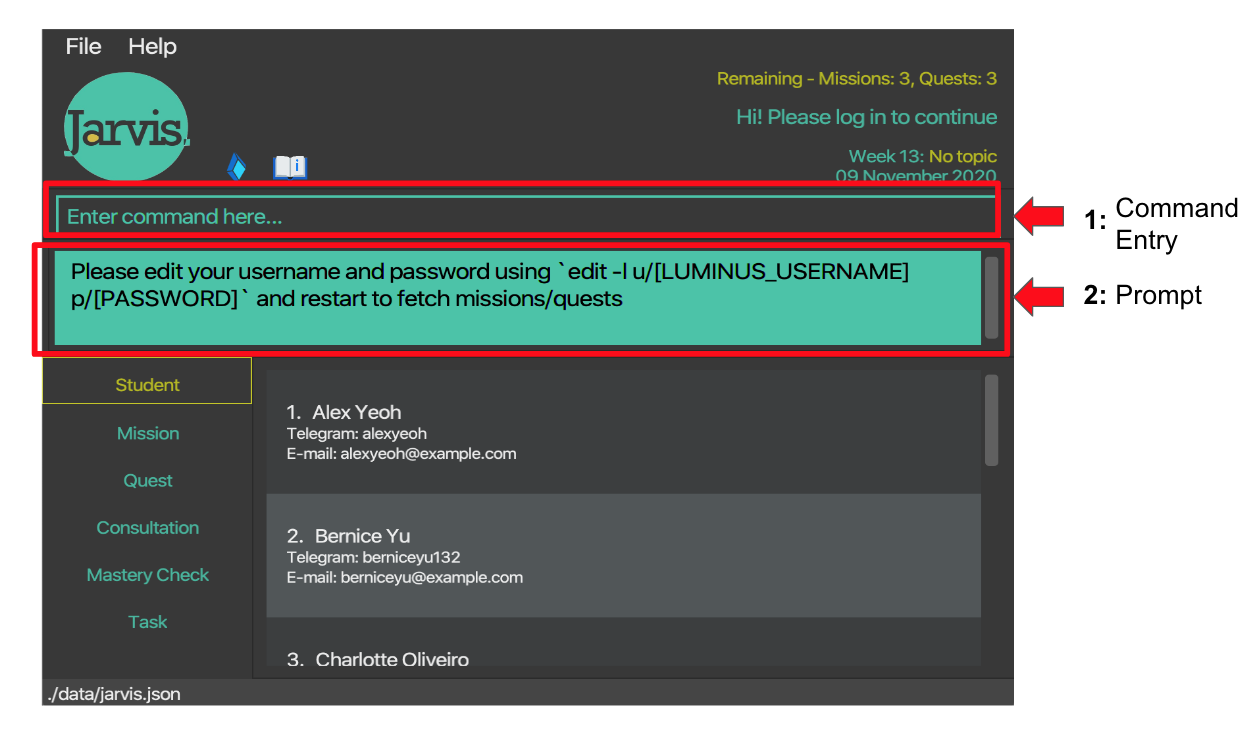 File Help
Remaining - Missions: 3, Quests: 3
Jarvis.
Hi! Please log in to continue
Week 13: No topic
09 November 2020
Enter command here...
1: Command
Entry
Please edit your username and password using `edit -l u/[LUMINUS_USERNAME]
p/[PASSWORD]` and restart to fetch missions/quests
2: Prompt
Student
Mission
Quest
Consultation
Mastery Check
Task
1. Alex Yeoh
Telegram: alexyeoh
E-mail: alexyeoh@example.com
2. Bernice Yu
Telegram: berniceyu132
E-mail: berniceyu@example.com
3. Charlotte Oliveiro
./data/jarvis.json